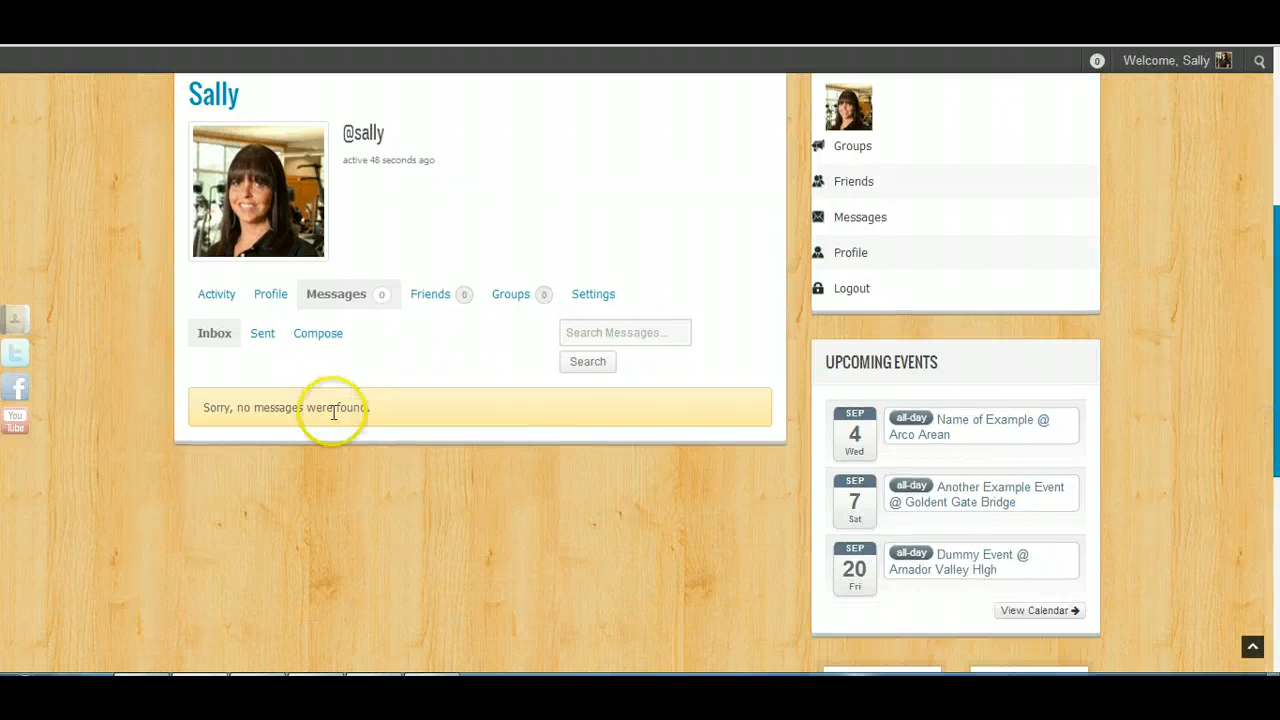 0
Welcome, Sally
Sally
@sally
active 48 seconds ago
Activity
Profile
Messages 0
Friends 0
Groups 0
Settings
Inbox
Sent
Compose
Search Messages...
Search
Sorry, no messages were found.
Groups
Friends
Messages
Profile
Logout
UPCOMING EVENTS
SEP
4
Wed
all-day Name of Example @
Arco Arean
SEP
7
Sat
all-day Another Example Event
@ Goldent Gate Bridge
SEP
20
Fri
all-day Dummy Event @
Amador Valley HIgh
View Calendar
You
Tube